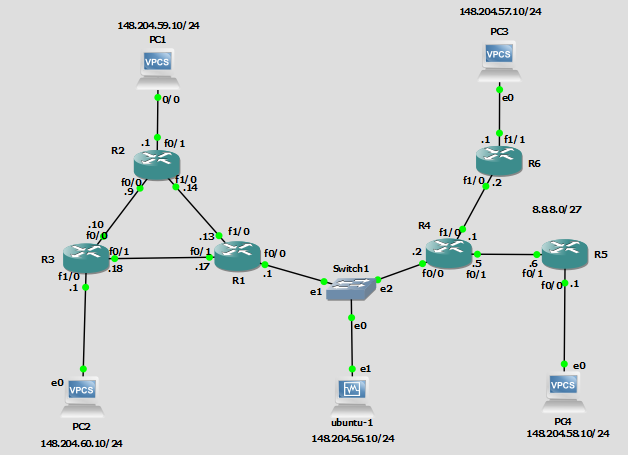 148.204.59.10/24
PC1
VPCS
0/0
.1 f0/1
R2
f0/0
.9
f1/0
.14
.10
f0/0
R3
f0/1
.18
f1/0
.1
.13 f1/0
f0/1
.17
R1
f0/0
.1
e0
VPCS
PC2
148.204.60.10/24
Switch1
e1
e2
e0
e1
ubuntu-1
148.204.56.10/24
148.204.57.10/24
PC3
VPCS
e0
.1 f1/1
R6
f1/0 .2
8.8.8.0/27
R4
f1/0 .1
.2
f0/0
.5
f0/1
.6
f0/1
R5
f0/0 .1
e0
VPCS
PC4
148.204.58.10/24